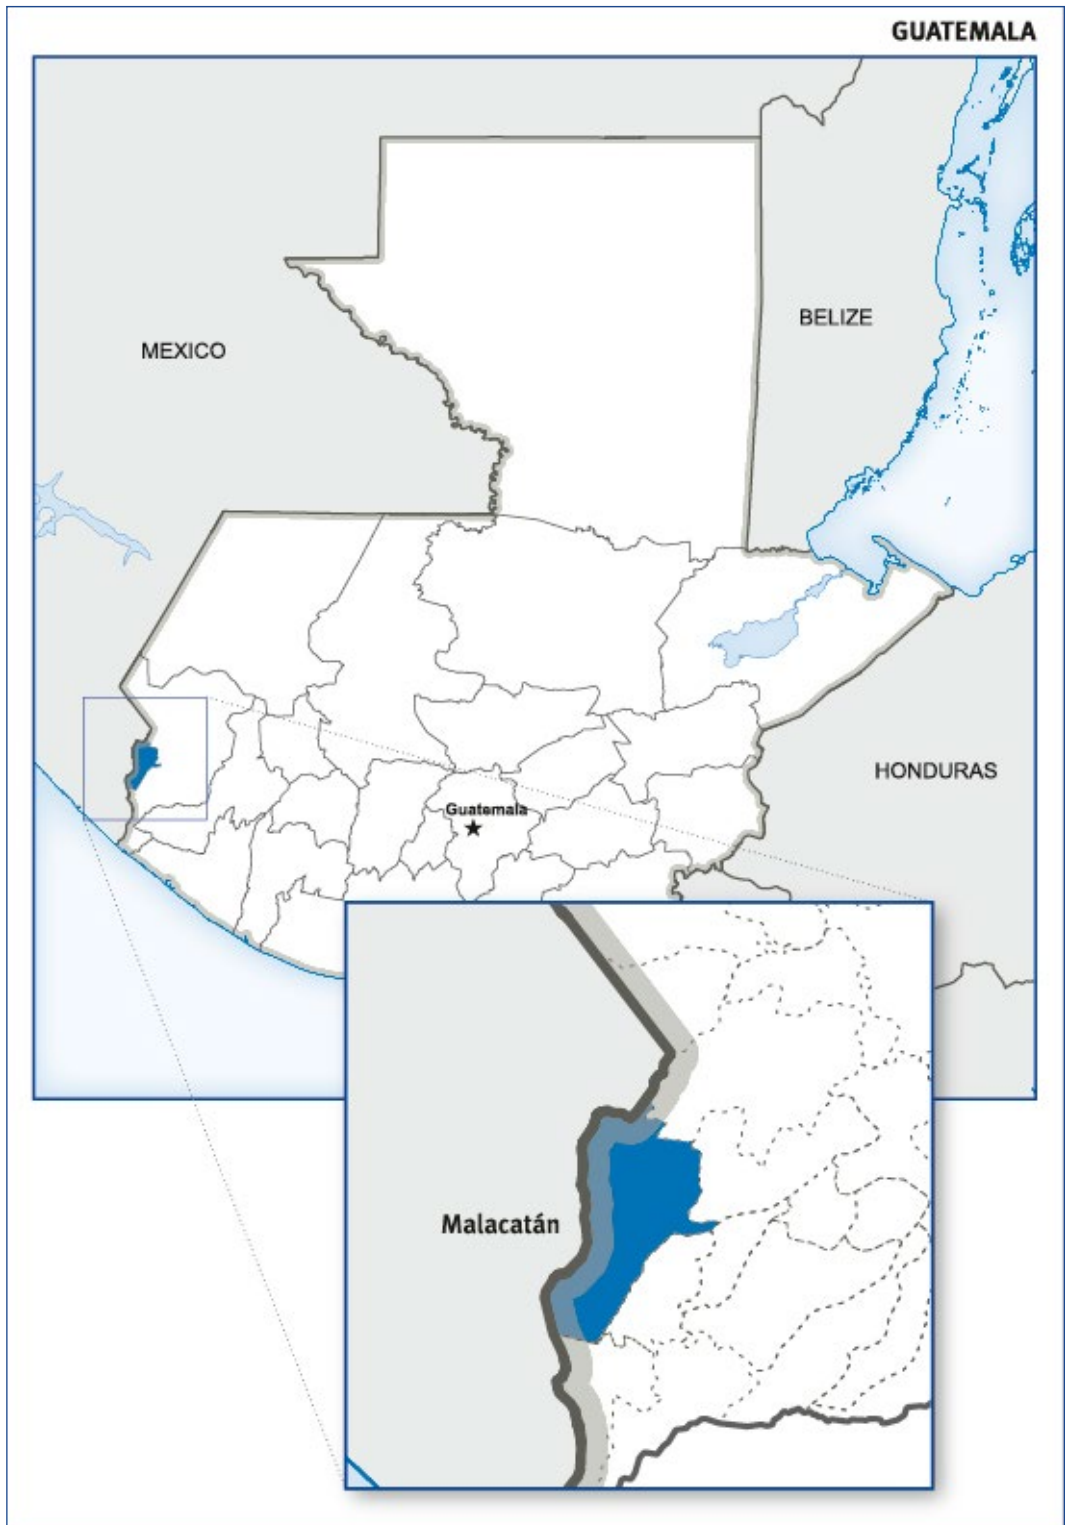 GUATEMALA
BELIZE
MEXICO
HONDURAS
Guatemala
Malacatán